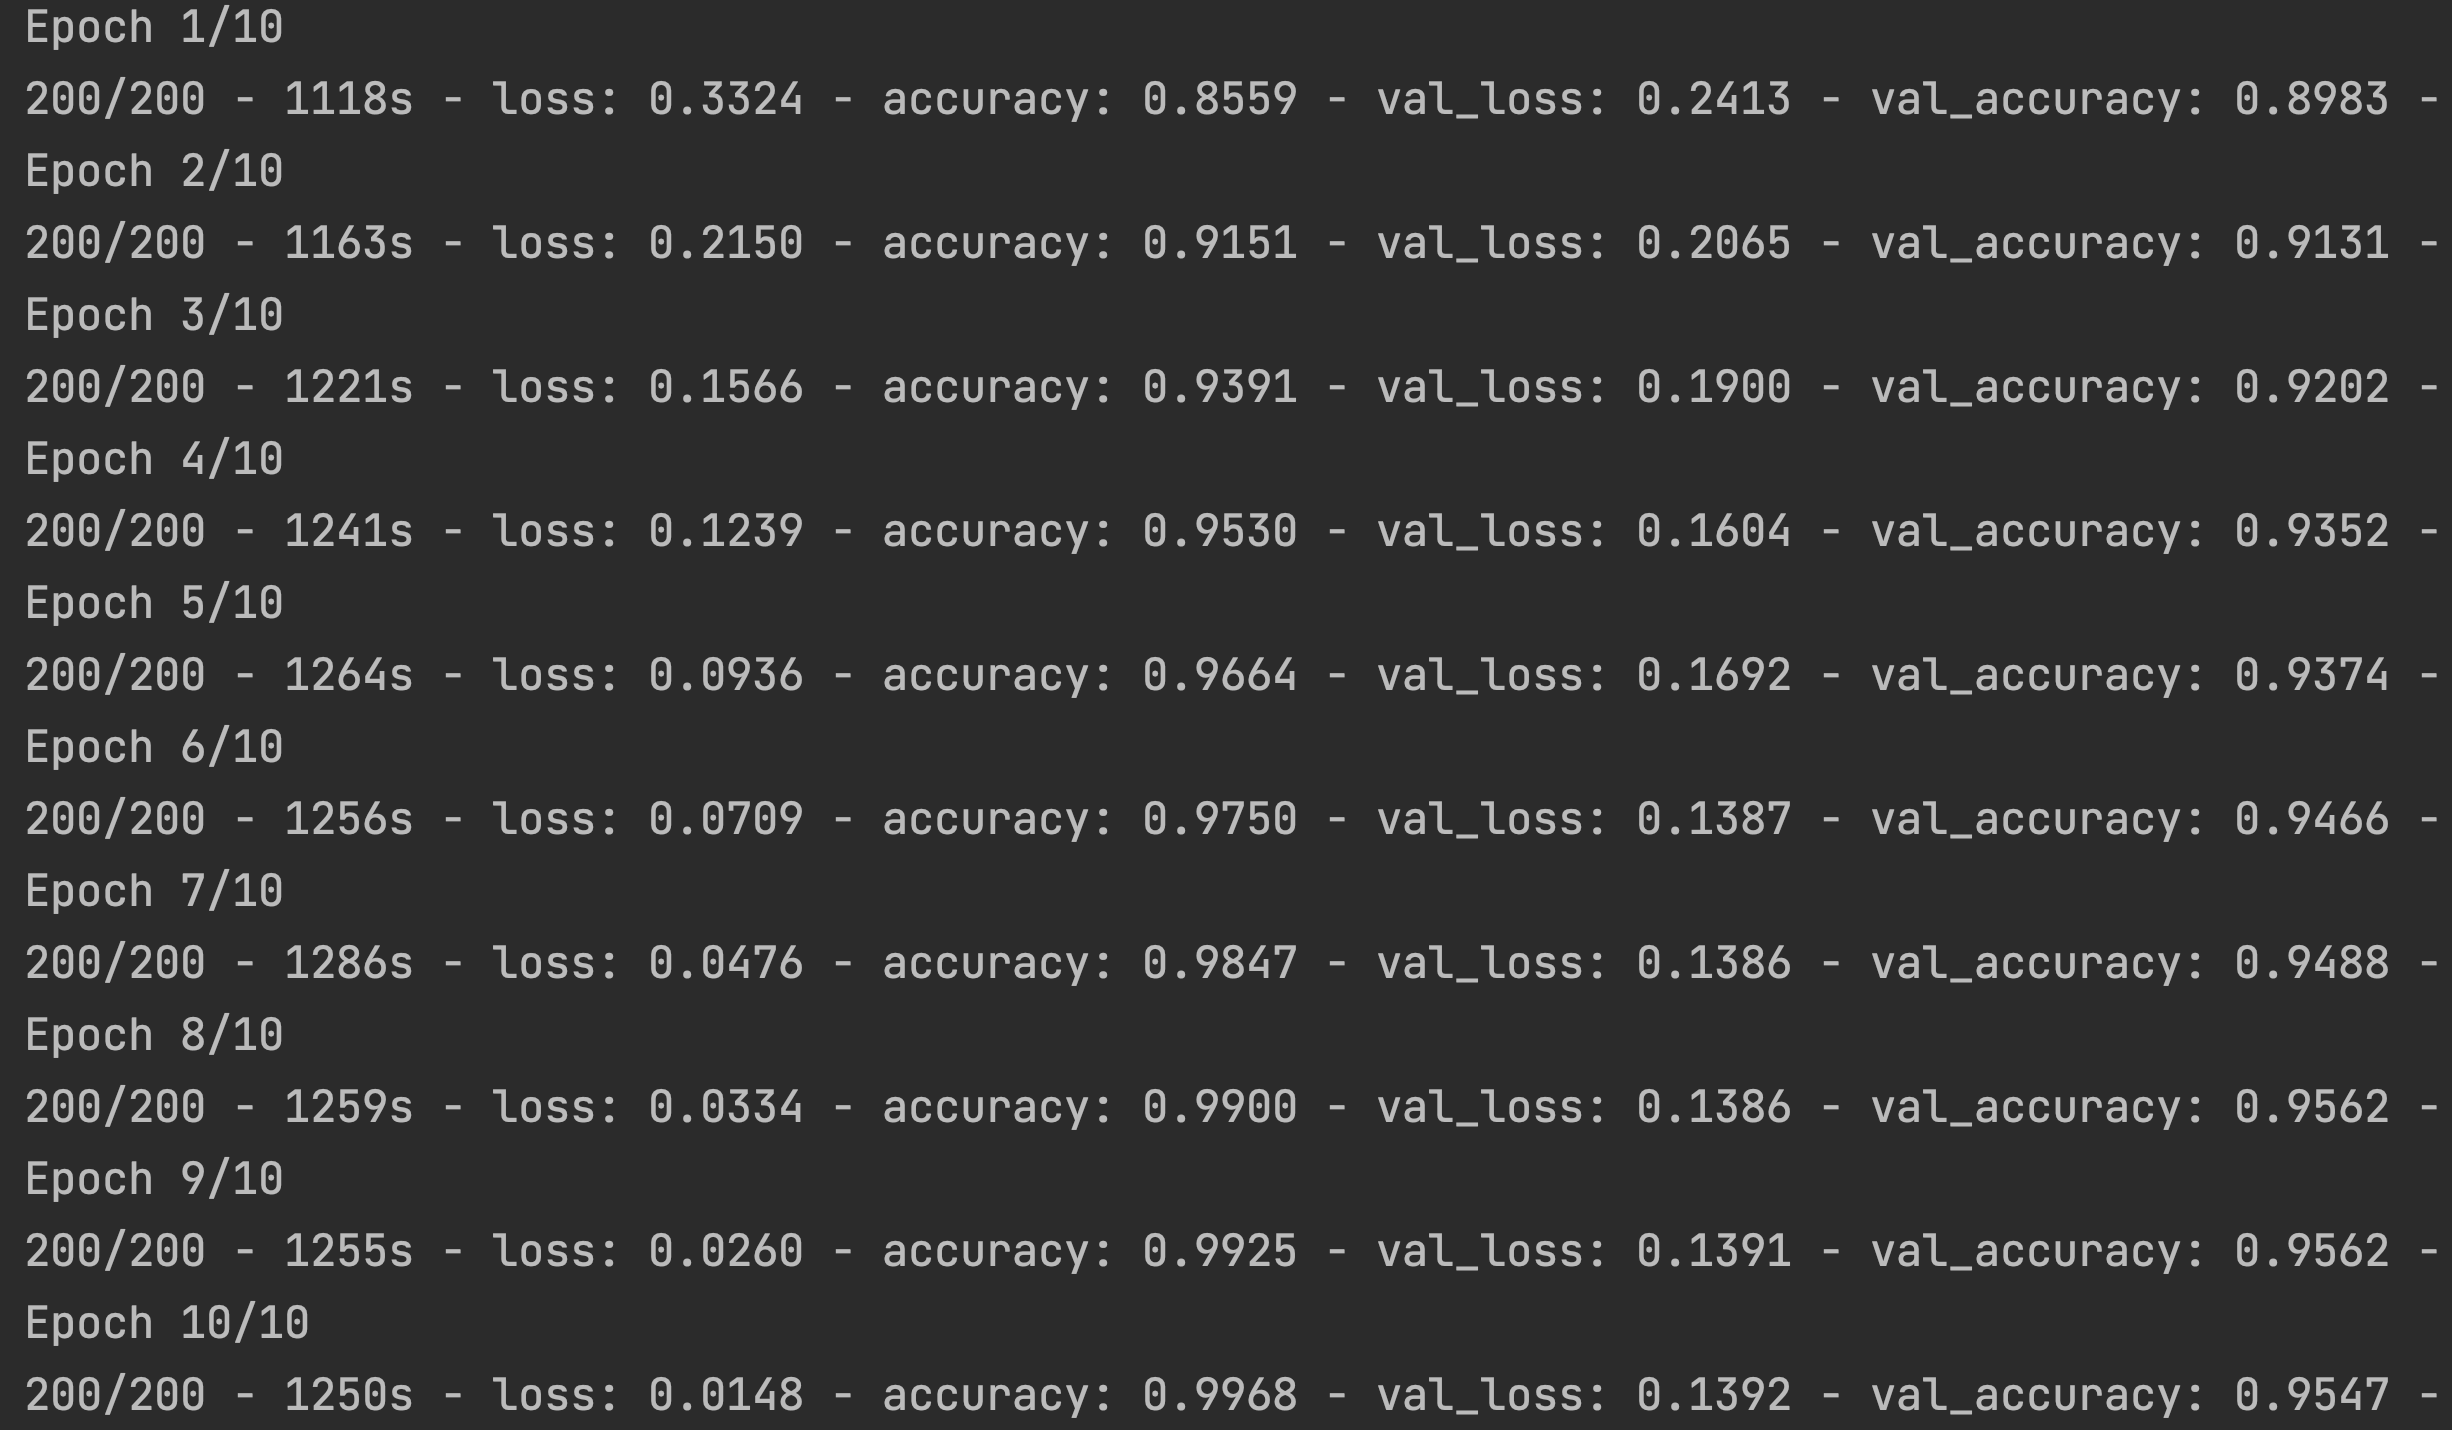 Epoch 1/10
200/200 - 1118s - loss: 0.3324 - accuracy: 0.8559 - val_loss: 0.2413 - val_accuracy: 0.8983 -
Epoch 2/10
200/200 - 1163s - loss: 0.2150 - accuracy: 0.9151 - val_loss: 0.2065 - val_accuracy: 0.9131 -
Epoch 3/10
200/200 - 1221s - loss: 0.1566 - accuracy: 0.9391 - val_loss: 0.1900 - val_accuracy: 0.9202 -
Epoch 4/10
200/200 - 1241s - loss: 0.1239 - accuracy: 0.9530 - val_loss: 0.1604 - val_accuracy: 0.9352 -
Epoch 5/10
200/200 - 1264s - loss: 0.0936 - accuracy: 0.9664 - val_loss: 0.1692 - val_accuracy: 0.9374 -
Epoch 6/10
200/200 - 1256s - loss: 0.0709 - accuracy: 0.9750 - val_loss: 0.1387 - val_accuracy: 0.9466 -
Epoch 7/10
200/200 - 1286s - loss: 0.0476 - accuracy: 0.9847 - val_loss: 0.1386 - val_accuracy: 0.9488 -
Epoch 8/10
200/200 - 1259s - loss: 0.0334 - accuracy: 0.9900 - val_loss: 0.1386 - val_accuracy: 0.9562 -
Epoch 9/10
200/200 - 1255s - loss: 0.0260 - accuracy: 0.9925 - val_loss: 0.1391 - val_accuracy: 0.9562 -
Epoch 10/10
200/200 - 1250s - loss: 0.0148 - accuracy: 0.9968 - val_loss: 0.1392 - val_accuracy: 0.9547 -